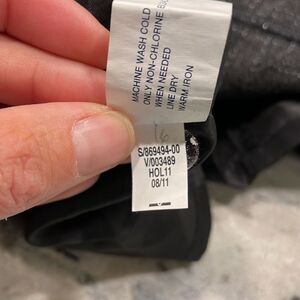 MACHINE WASH COLD
ONLY NON-CHLORINE
WHEN NEEDED
LINE DRY
WARM IRON
S/869494-00
V/003489
HOL11
08/11